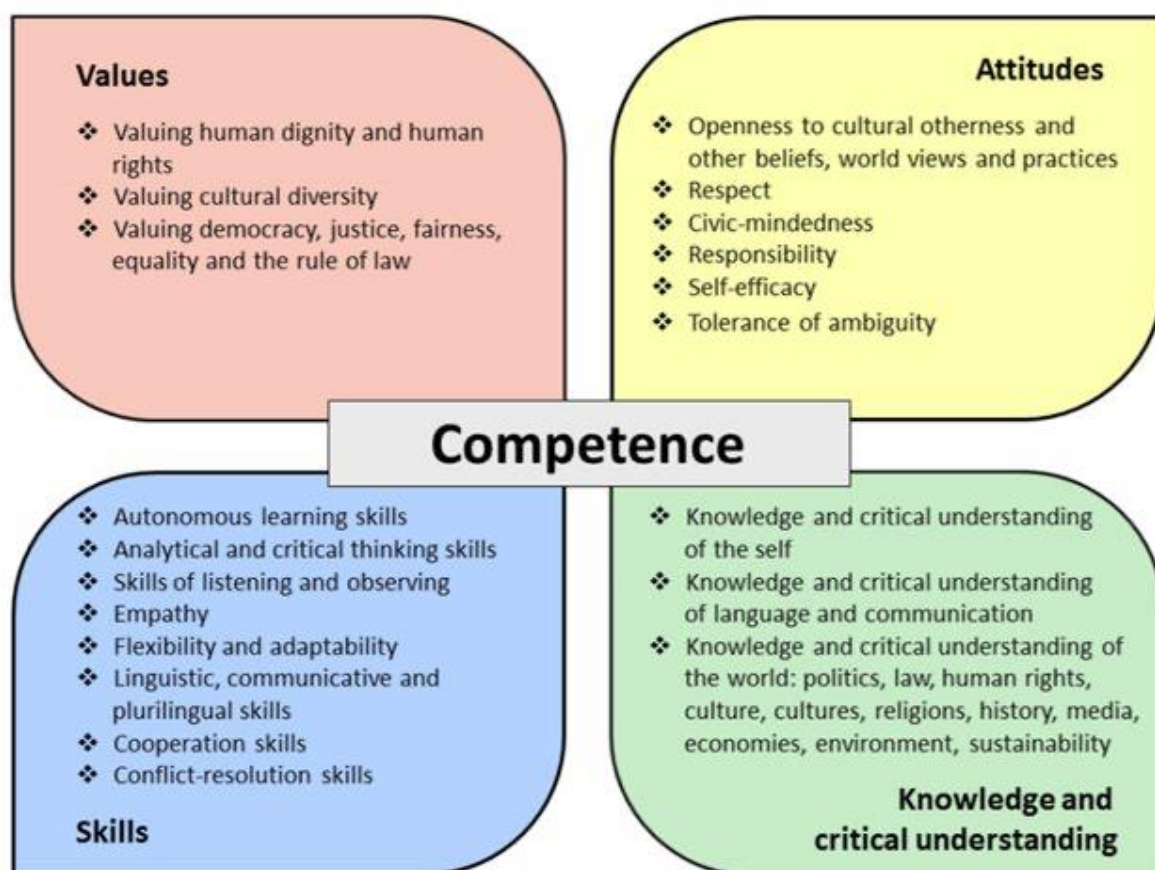 Values
❖ Valuing human dignity and human
rights
❖ Valuing cultural diversity
❖ Valuing democracy, justice, fairness,
equality and the rule of law
Attitudes
❖ Openness to cultural otherness and
other beliefs, world views and practices
❖ Respect
❖ Civic-mindedness
❖ Responsibility
❖ Self-efficacy
❖ Tolerance of ambiguity
Competence
❖ Autonomous learning skills
❖ Analytical and critical thinking skills
❖ Skills of listening and observing
❖ Empathy
❖ Flexibility and adaptability
❖ Linguistic, communicative and
plurilingual skills
❖ Cooperation skills
❖ Conflict-resolution skills
Skills
❖ Knowledge and critical understanding
of the self
❖ Knowledge and critical understanding
of language and communication
❖ Knowledge and critical understanding of
the world: politics, law, human rights,
culture, cultures, religions, history, media,
economies, environment, sustainability
Knowledge and
critical understanding